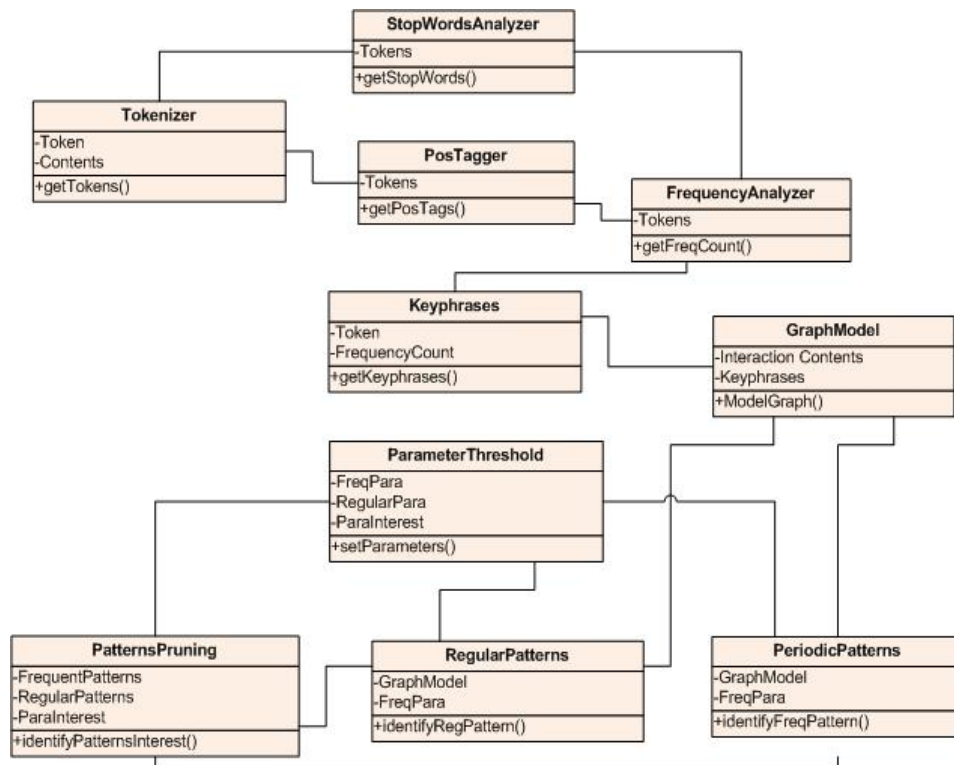 StopWordsAnalyzer
-Tokens
+getStopWords()
Tokenizer
-Token
-Contents
+getTokens()
PosTagger
-Tokens
+getPosTags()
FrequencyAnalyzer
-Tokens
+getFreqCount()
Keyphrases
-Token
-FrequencyCount
+getKeyphrases()
GraphModel
-Interaction Contents
-Keyphrases
+ModelGraph()
ParameterThreshold
-FreqPara
-RegularPara
-ParaInterest
+setParameters()
PatternsPruning
-FrequentPatterns
-RegularPatterns
-ParaInterest
+identifyPatternsInterest()
RegularPatterns
-GraphModel
-FreqPara
+identifyRegPattern()
PeriodicPatterns
-GraphModel
-FreqPara
+identifyFreqPattern()